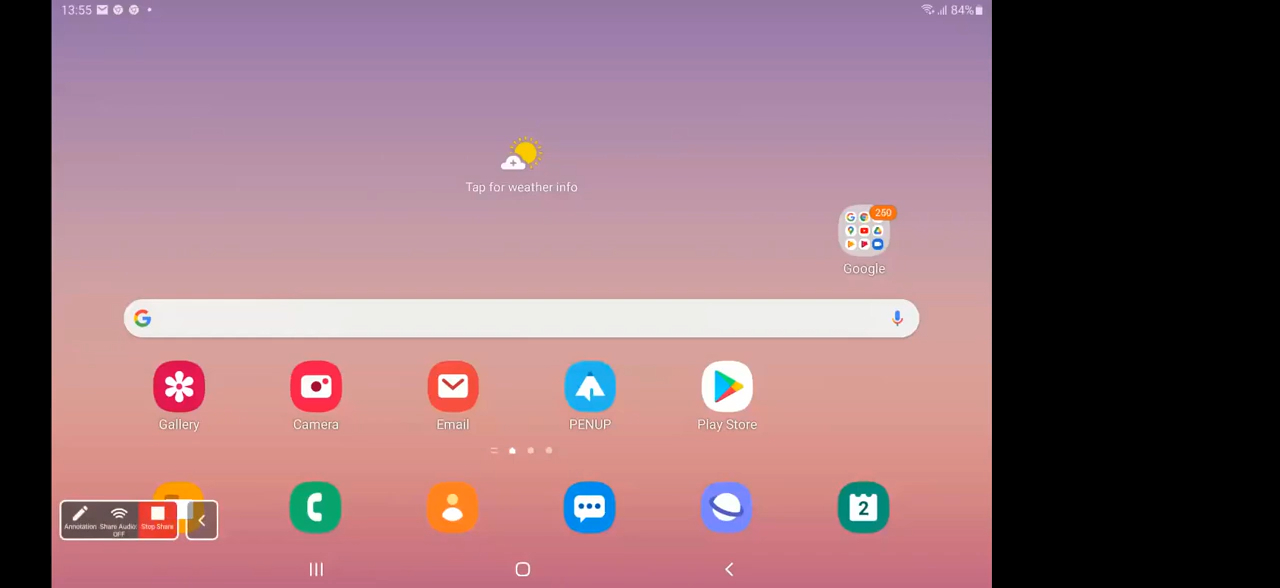 13:55
84%
Tap for weather info
260
Google
Gallery
Camera
Email
PENUP
Play Store
Annotation
Share Audio:
OFF
Stop Share
2